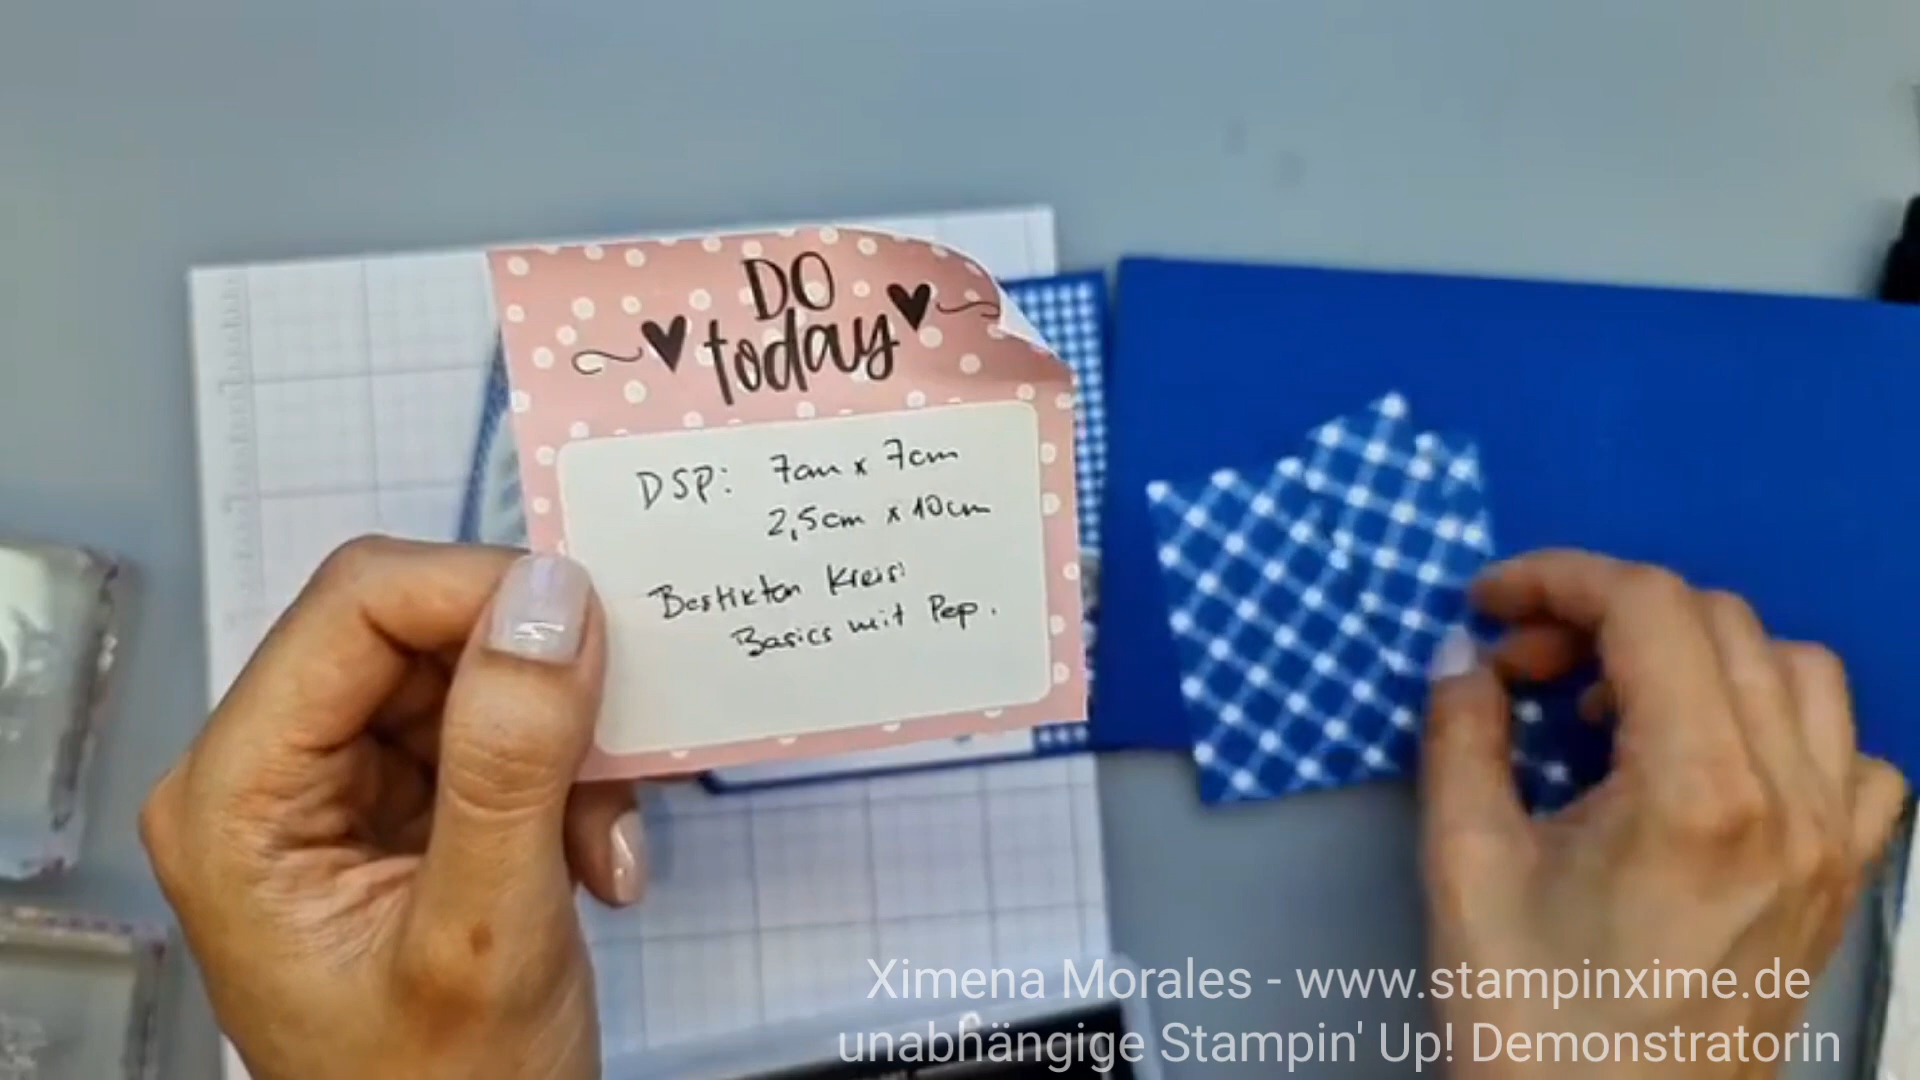 DO
today
DSP: 7cm x 7cm
2,5cm x 10cm
Bestikten Kreis:
Basics mit Pep.
Ximena Morales - www.stampinxime.de
unabhängige Stampin' Up! Demonstratorin